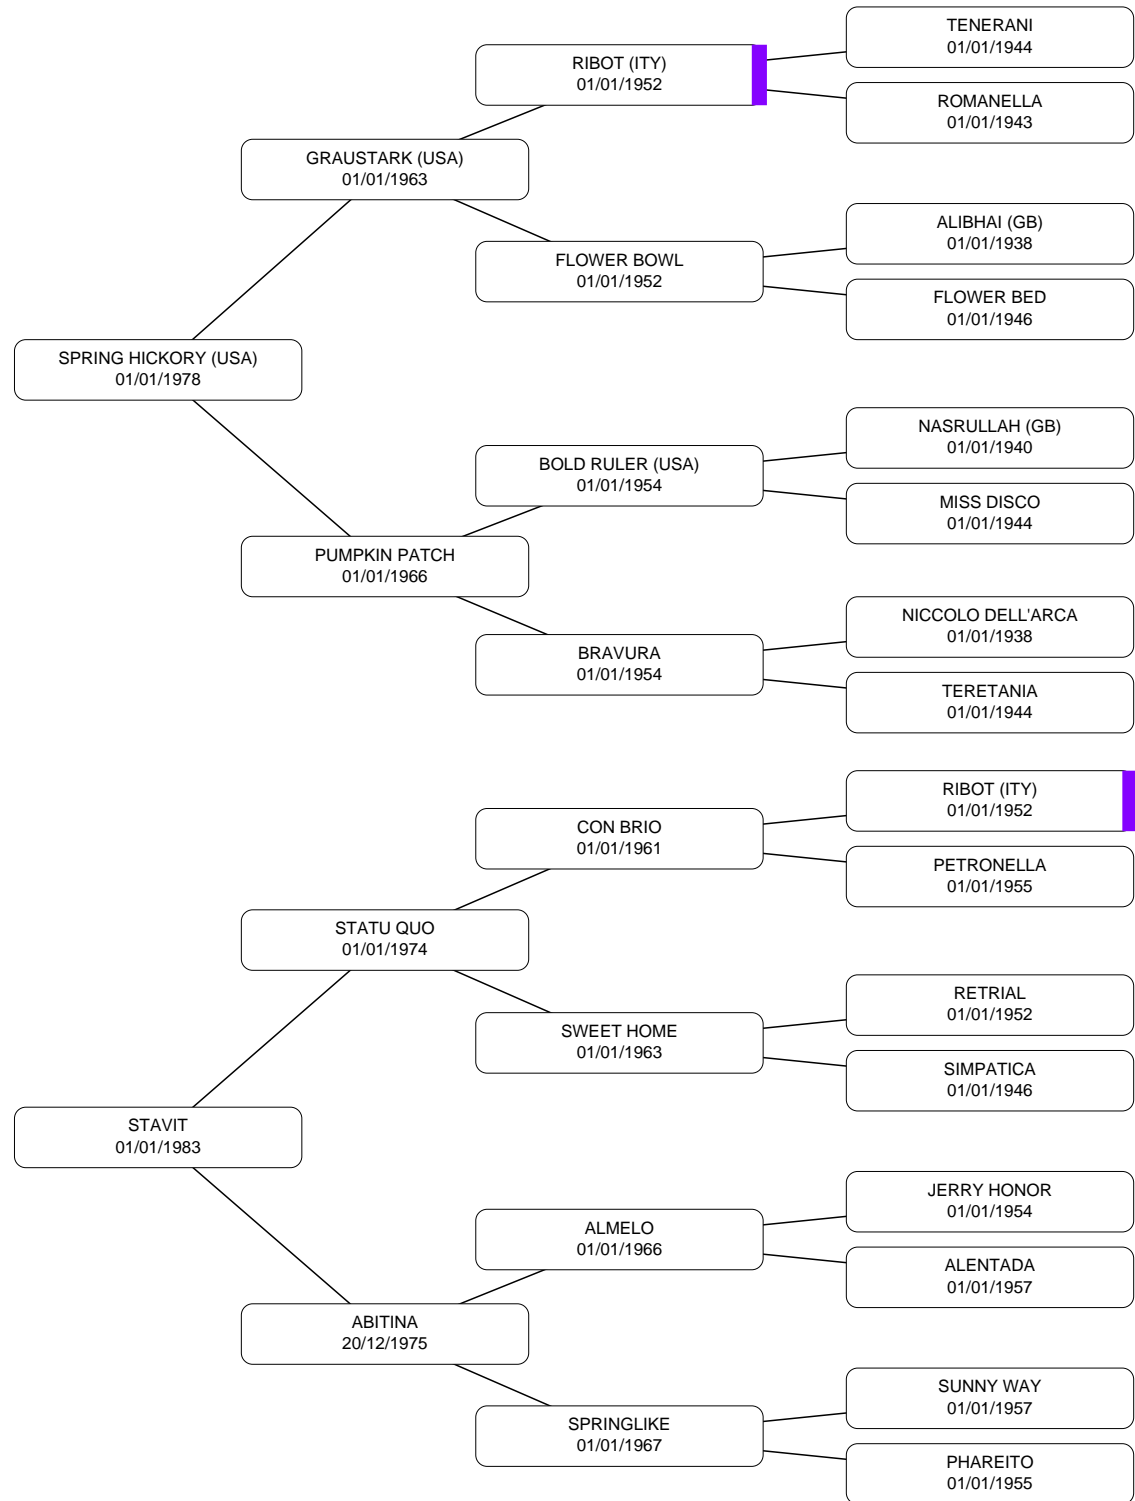 TENERANI
01/01/1944
RIBOT (ITY)
01/01/1952
ROMANELLA
01/01/1943
GRAUSTARK (USA)
01/01/1963
ALIBHAI (GB)
01/01/1938
FLOWER BOWL
01/01/1952
FLOWER BED
01/01/1946
SPRING HICKORY (USA)
01/01/1978
NASRULLAH (GB)
01/01/1940
BOLD RULER (USA)
01/01/1954
MISS DISCO
01/01/1944
PUMPKIN PATCH
01/01/1966
NICCOLO DELL'ARCA
01/01/1938
BRAVURA
01/01/1954
TERETANIA
01/01/1944
RIBOT (ITY)
01/01/1952
CON BRIO
01/01/1961
PETRONELLA
01/01/1955
STATU QUO
01/01/1974
RETRIAL
01/01/1952
SWEET HOME
01/01/1963
SIMPATICA
01/01/1946
STAVIT
01/01/1983
JERRY HONOR
01/01/1954
ALMELO
01/01/1966
ALENTADA
01/01/1957
ABITINA
20/12/1975
SUNNY WAY
01/01/1957
SPRINGLIKE
01/01/1967
PHAREITO
01/01/1955